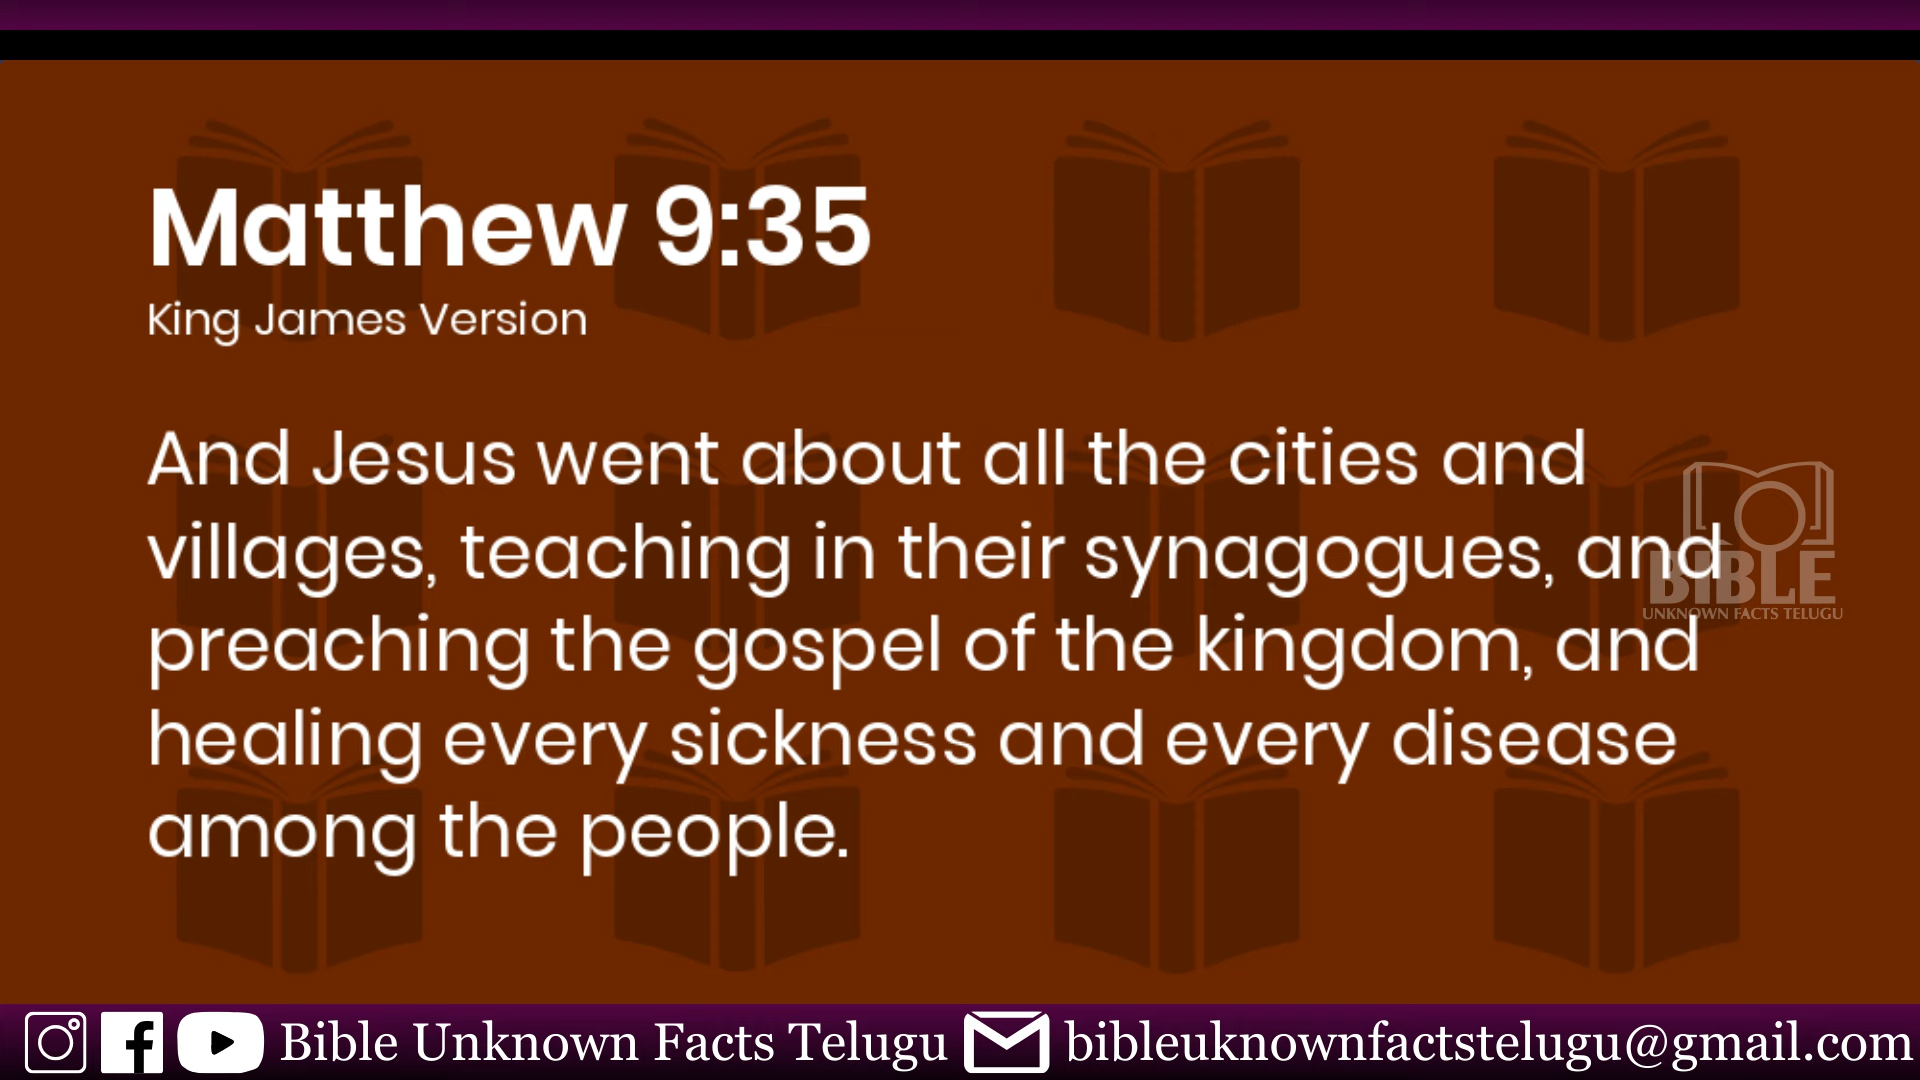 Matthew 9:35
King James Version
And Jesus went about all the cities and
villages, teaching in their synagogues, and
preaching the gospel of the kingdom, and
healing every sickness and every disease
among the people.
BIBLE
UNKNOWN FACTS TELUGU
Bible Unknown Facts Telugu bibleuknownfactstelugu@gmail.com